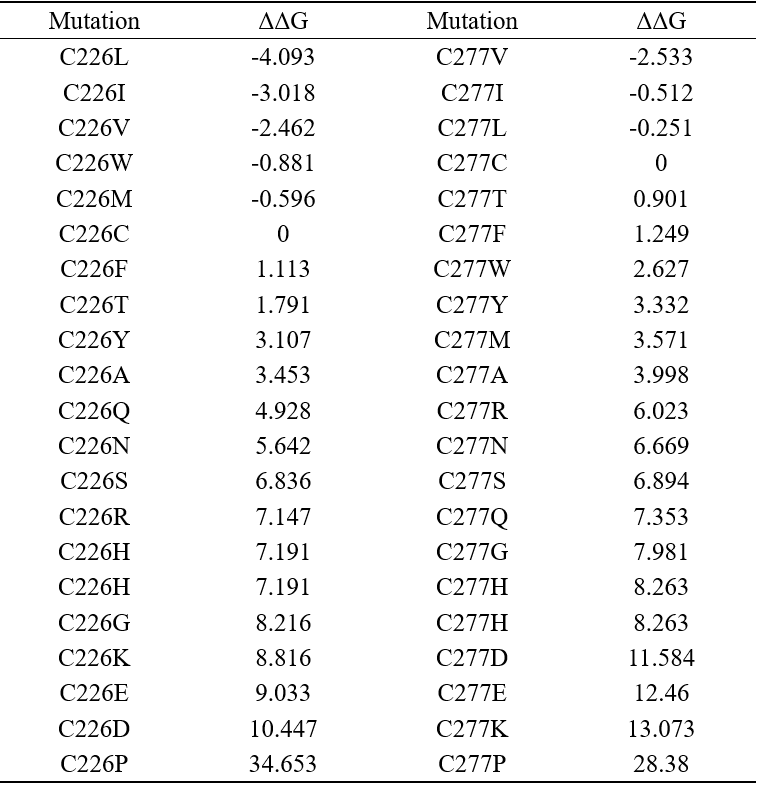 Mutation ΔΔG Mutation ΔΔG
C226L -4.093 C277V -2.533
C226I -3.018 C277I -0.512
C226V -2.462 C277L -0.251
C226W -0.881 C277C 0
C226M -0.596 C277T 0.901
C226C 0 C277F 1.249
C226F 1.113 C277W 2.627
C226T 1.791 C277Y 3.332
C226Y 3.107 C277M 3.571
C226A 3.453 C277A 3.998
C226Q 4.928 C277R 6.023
C226N 5.642 C277N 6.669
C226S 6.836 C277S 6.894
C226R 7.147 C277Q 7.353
C226H 7.191 C277G 7.981
C226H 7.191 C277H 8.263
C226G 8.216 C277H 8.263
C226K 8.816 C277D 11.584
C226E 9.033 C277E 12.46
C226D 10.447 C277K 13.073
C226P 34.653 C277P 28.38